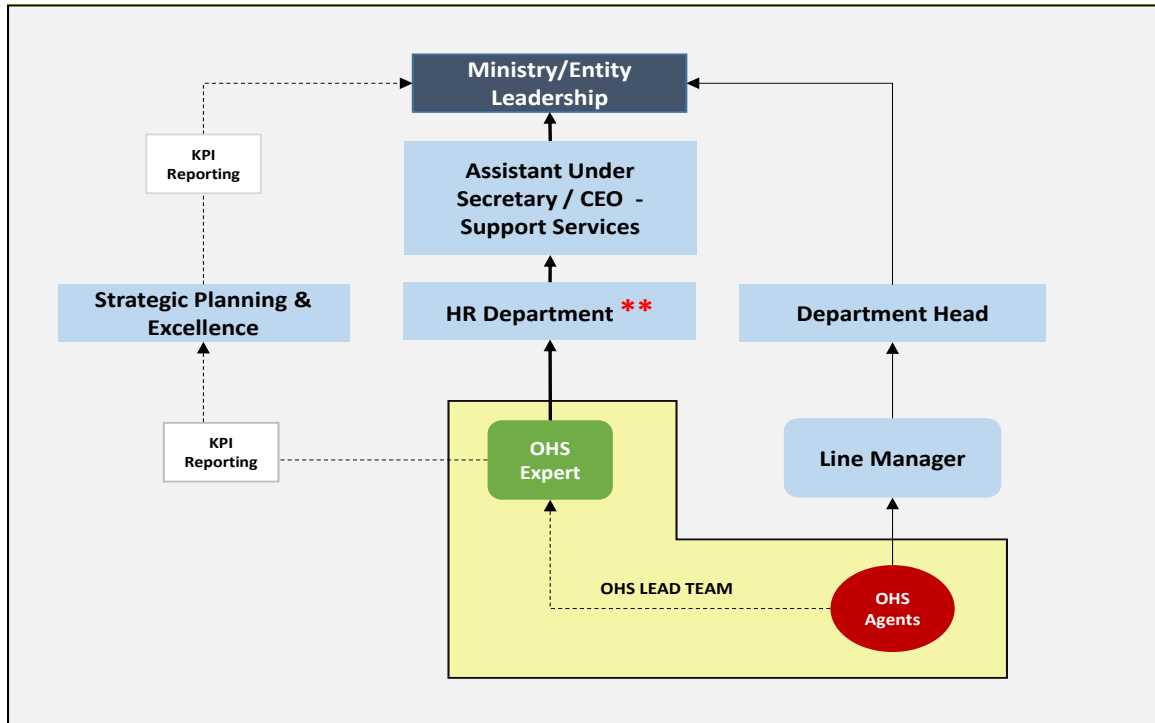 Ministry/Entity
Leadership
KPI
Reporting
Assistant Under
Secretary / CEO -
Support Services
Strategic Planning &
Excellence
HR Department **
Department Head
KPI
Reporting
OHS
Expert
Line Manager
OHS LEAD TEAM
OHS
Agents